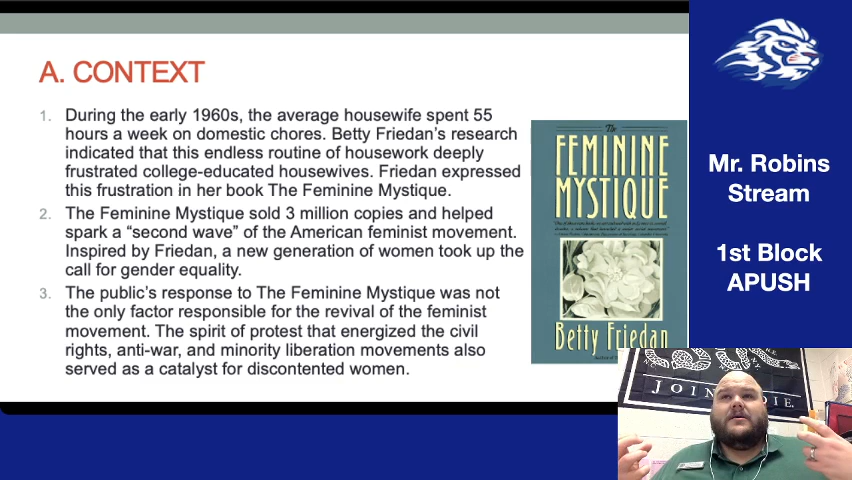 A. CONTEXT
1. During the early 1960s, the average housewife spent 55
hours a week on domestic chores. Betty Friedan's research
indicated that this endless routine of housework deeply
frustrated college-educated housewives. Friedan expressed
this frustration in her book The Feminine Mystique.
2. The Feminine Mystique sold 3 million copies and helped
spark a “second wave” of the American feminist movement.
Inspired by Friedan, a new generation of women took up the
call for gender equality.
3. The public's response to The Feminine Mystique was not
the only factor responsible for the revival of the feminist
movement. The spirit of protest that energized the civil
rights, anti-war, and minority liberation movements also
served as a catalyst for discontented women.
The
FEMININE
MYSTIQUE
Betty Friedan
Mr. Robins
Stream
1st Block
APUSH
JOIN DIE.